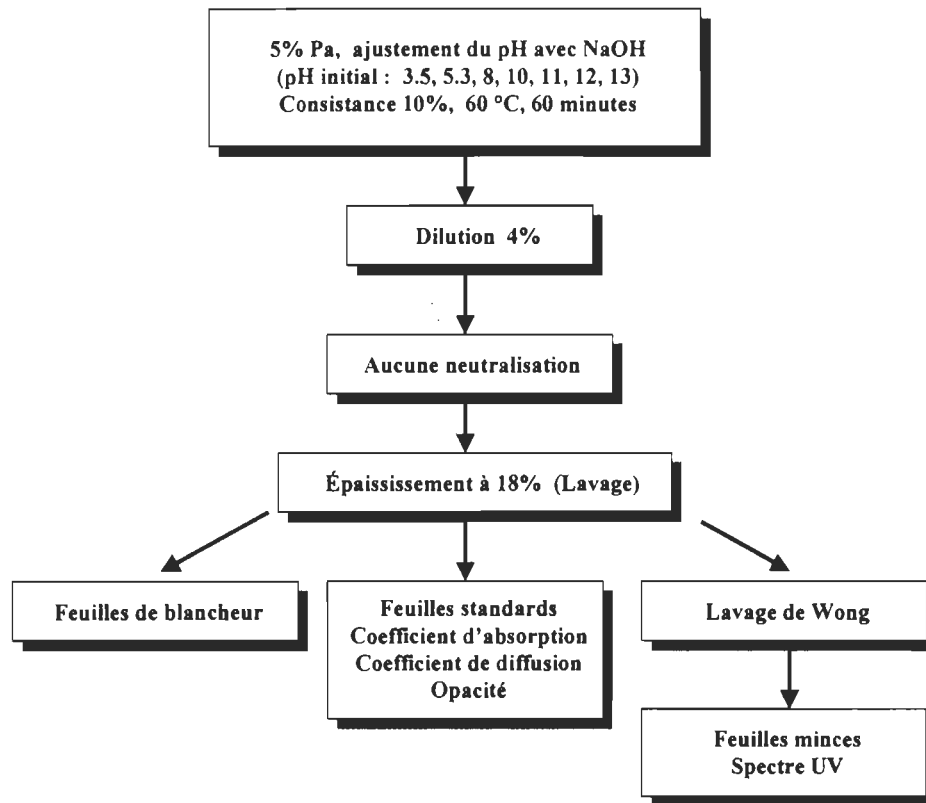 5% Pa, ajustement du pH avec NaOH
(pH initial : 3.5, 5.3, 8, 10, 11, 12, 13)
Consistance 10%, 60 °C, 60 minutes
Dilution 4%
Aucune neutralisation
Épaississement à 18% (Lavage)
Feuilles de blancheur
Feuilles standards
Coefficient d'absorption
Coefficient de diffusion
Opacité
Lavage de Wong
Feuilles minces
Spectre UV